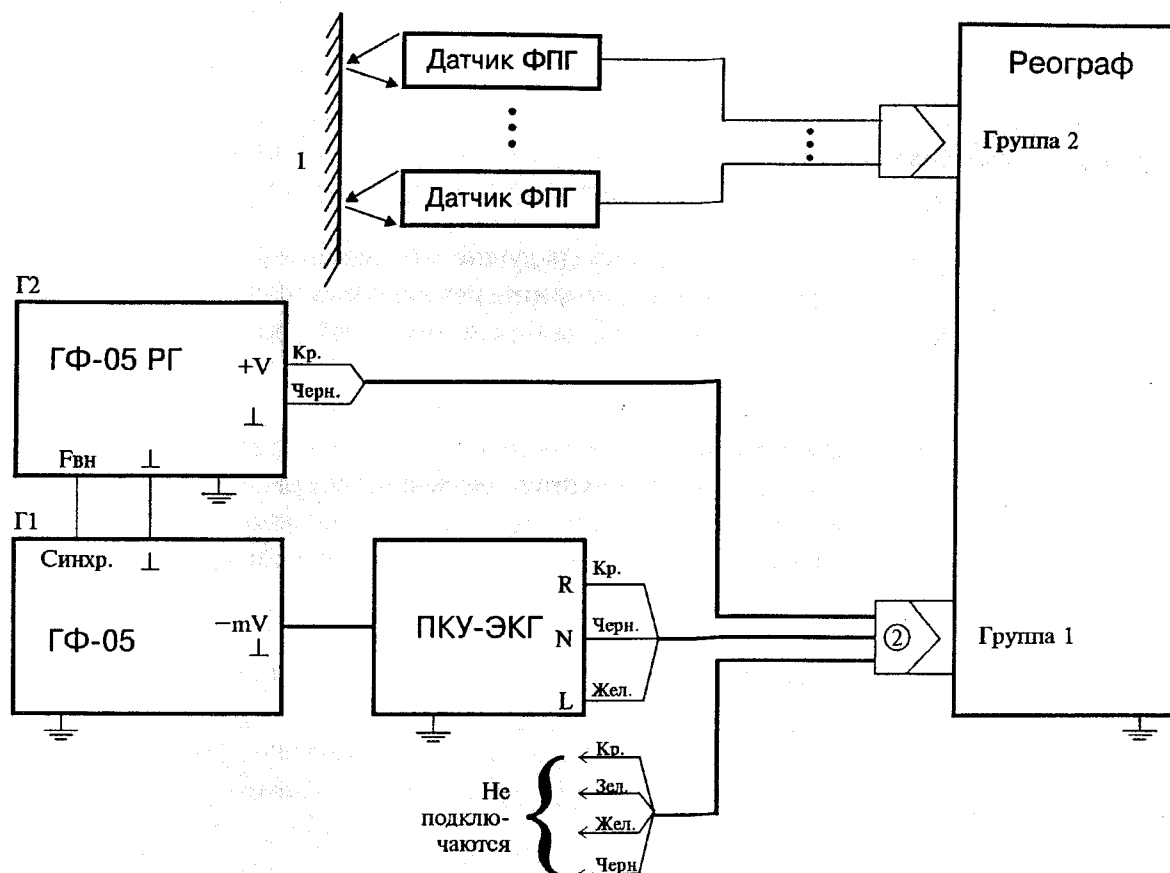 Датчик ФПГ
Реограф
1
Группа 2
Датчик ФПГ
Г2
ГФ-05 РГ
+V
Кр.
Черн.
⊥
Fвн
⊥
Г1
Синхр.
⊥
ГФ-05
−mV
⊥
ПКУ-ЭКГ
R
Кр.
N
Черн.
L
Жел.
2
Группа 1
Не
подклю-
чаются
Кр.
Зел.
Жел.
Черн